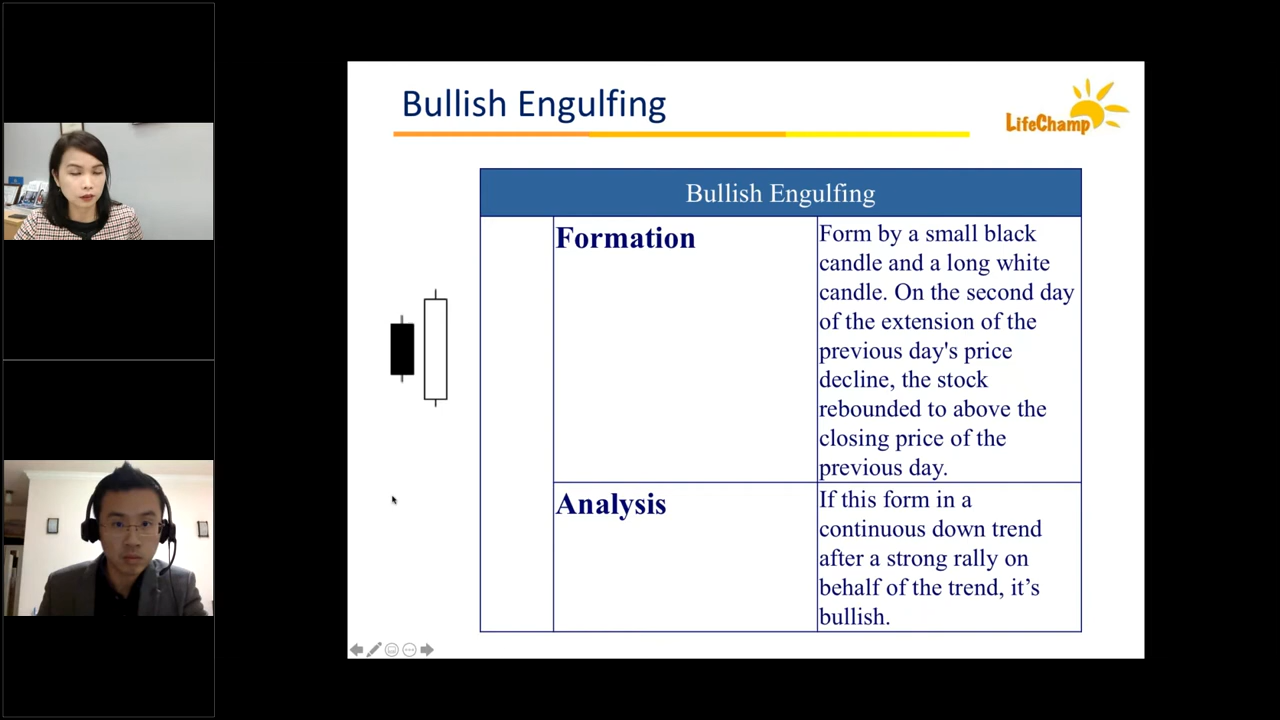 Bullish Engulfing
LifeChamp
Bullish Engulfing
Formation
Form by a small black
candle and a long white
candle. On the second day
of the extension of the
previous day's price
decline, the stock
rebounded to above the
closing price of the
previous day.
Analysis
If this form in a
continuous down trend
after a strong rally on
behalf of the trend, it’s
bullish.